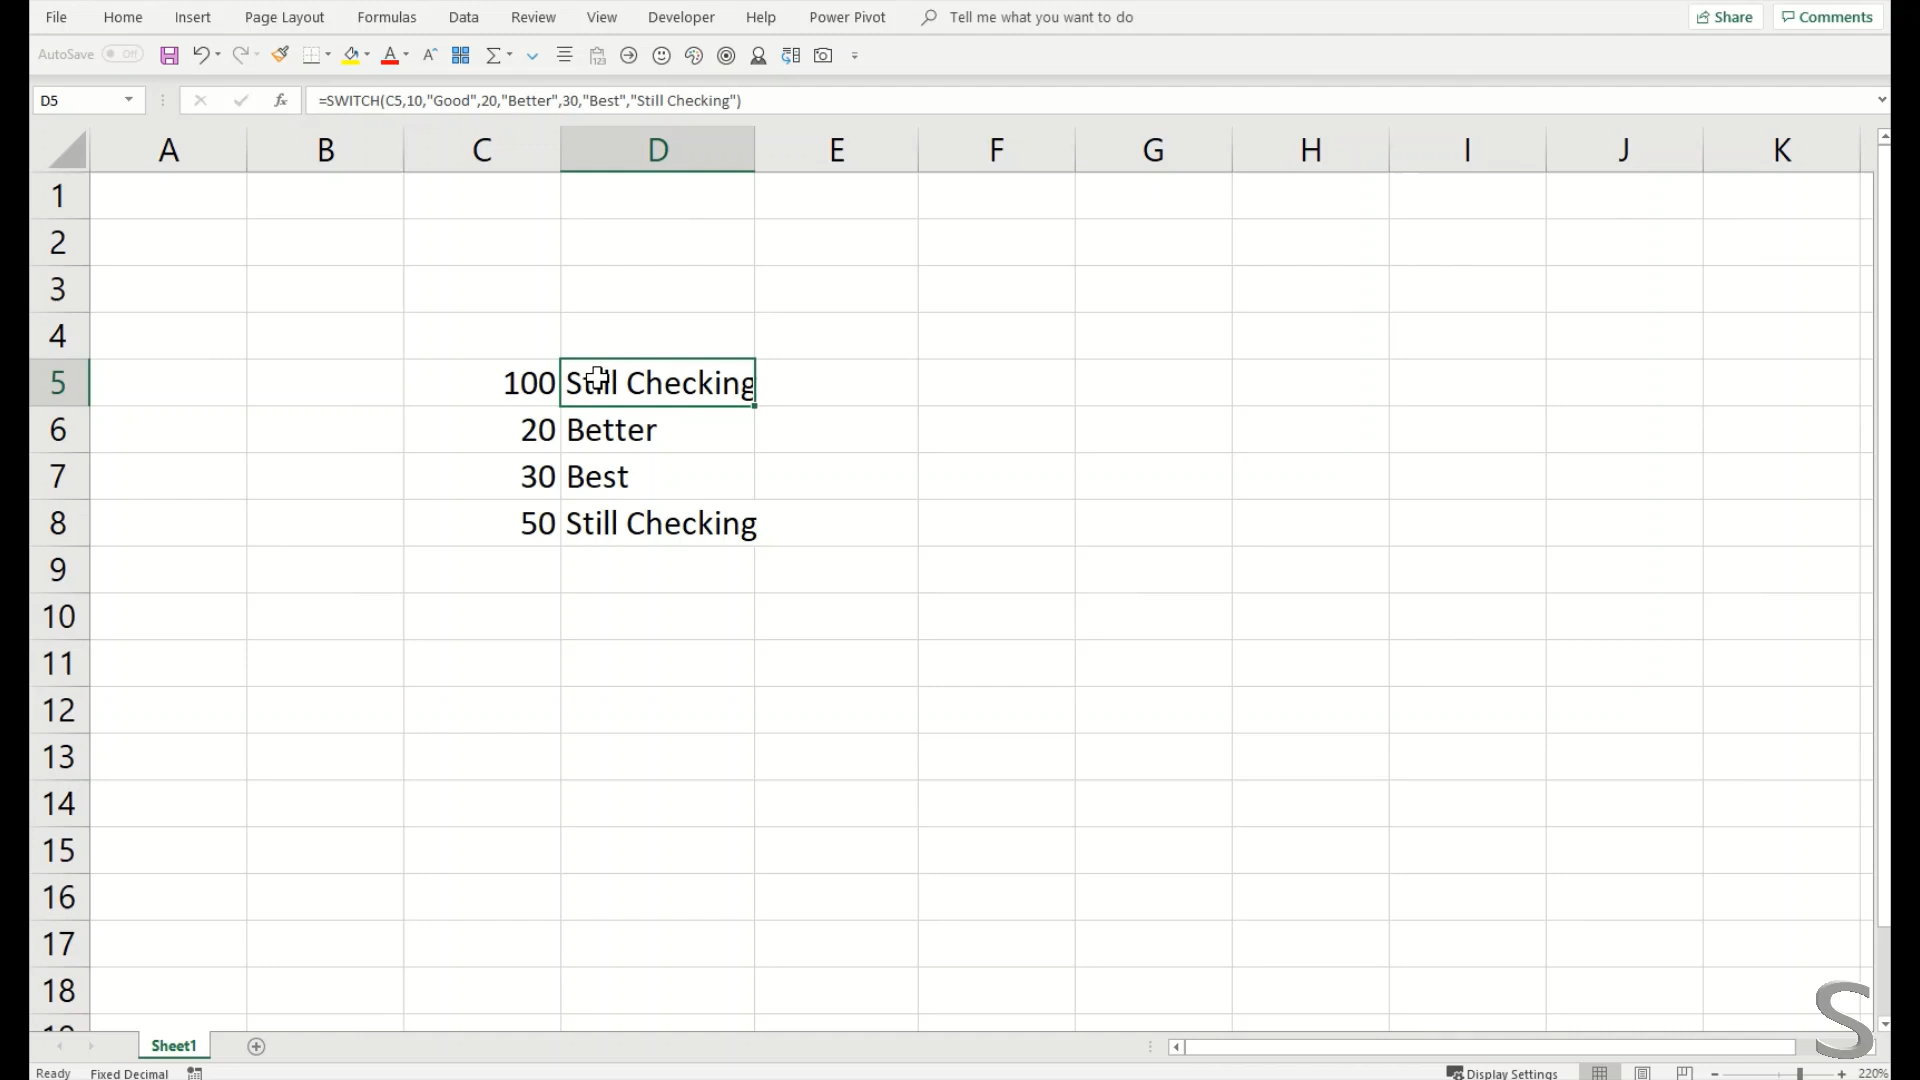 File Home Insert Page Layout Formulas Data Review View Developer Help Power Pivot Tell me what you want to do Share Comments
AutoSave Off
D5 fx =SWITCH(C5,10,"Good",20,"Better",30,"Best","Still Checking")
A B C D E F G H I J K
1
2
3
4
5 100 Still Checking
6 20 Better
7 30 Best
8 50 Still Checking
9
10
11
12
13
14
15
16
17
18
Sheet1
S
Ready Fixed Decimal Display Settings 220%